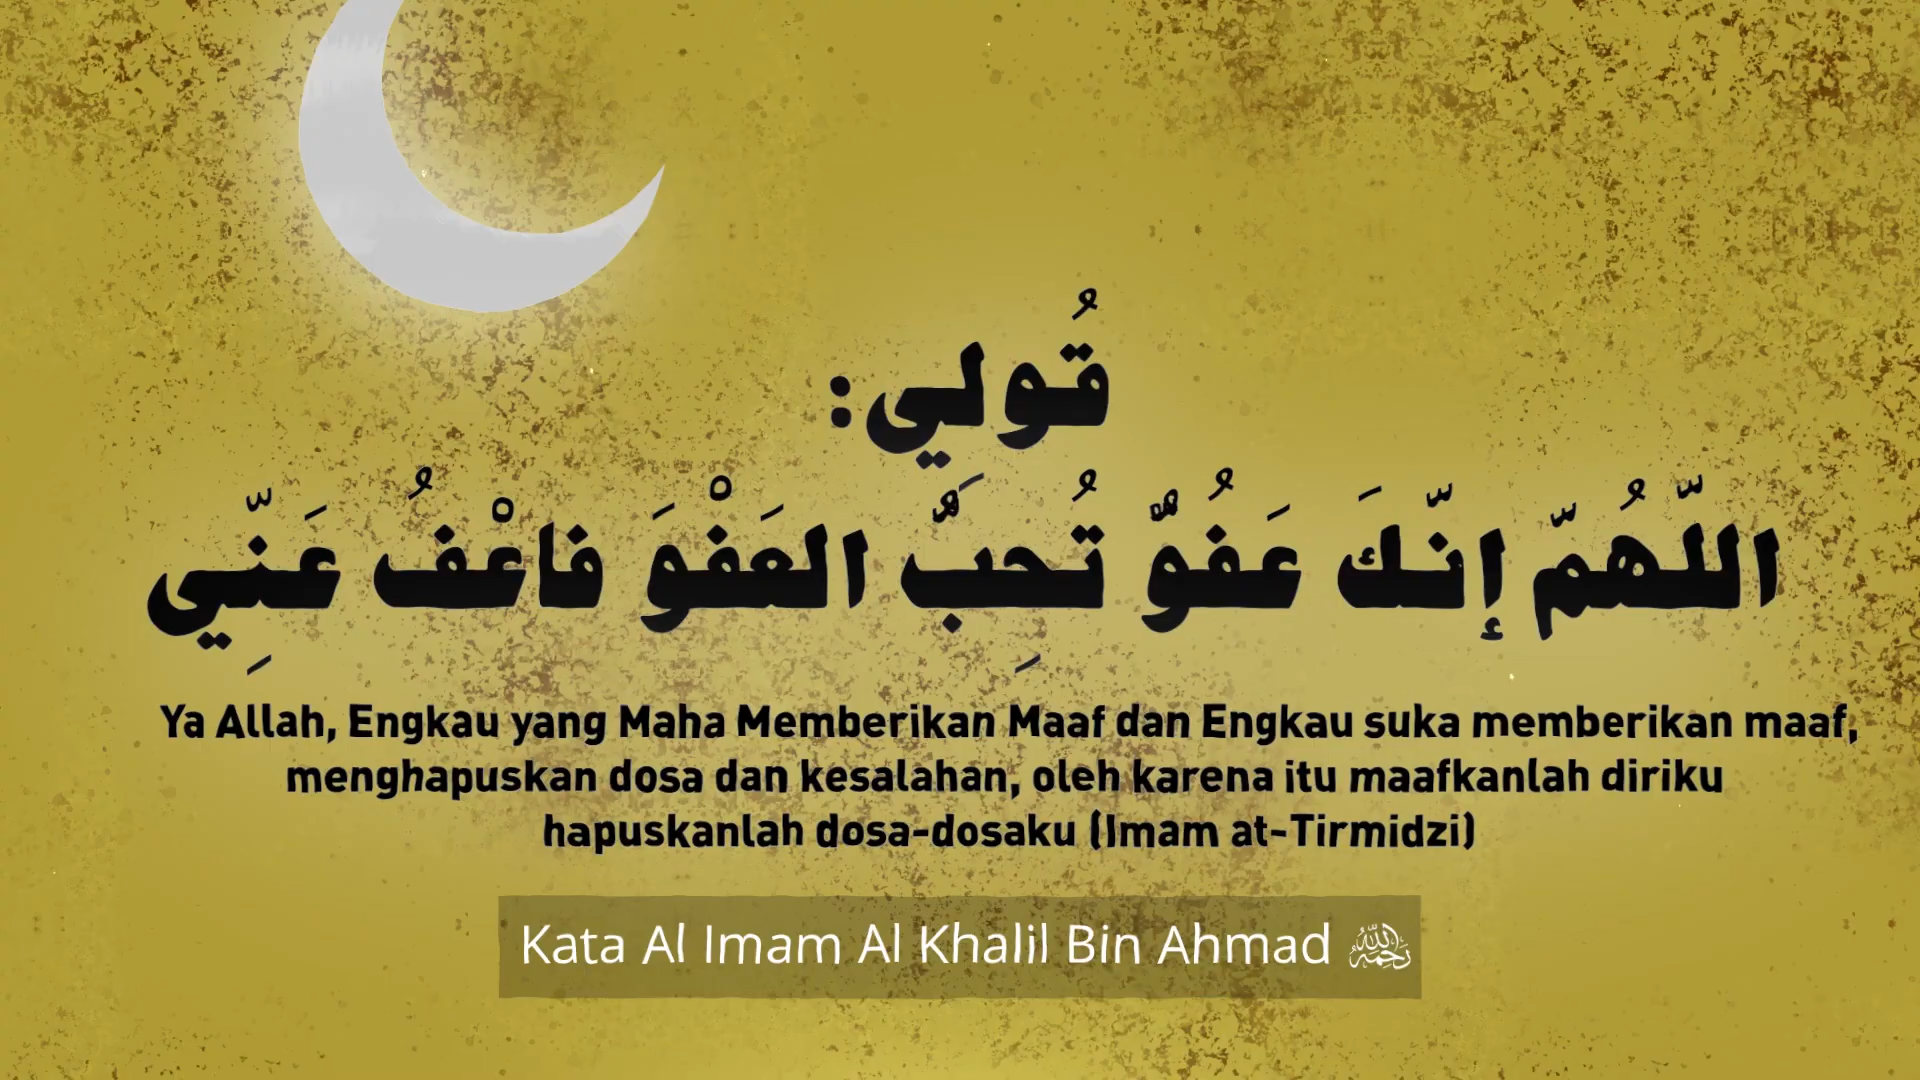 قُولي:
اللّهُمّ إنّكَ عَفُوٌّ تُحِبُّ العَفْوَ فاعْفُ عَنِّي
Ya Allah, Engkau yang Maha Memberikan Maaf dan Engkau suka memberikan maaf,
menghapuskan dosa dan kesalahan, oleh karena itu maafkanlah diriku
hapuskanlah dosa-dosaku (Imam at-Tirmidzi)
Kata Al Imam Al Khalil Bin Ahmad رحمه الله